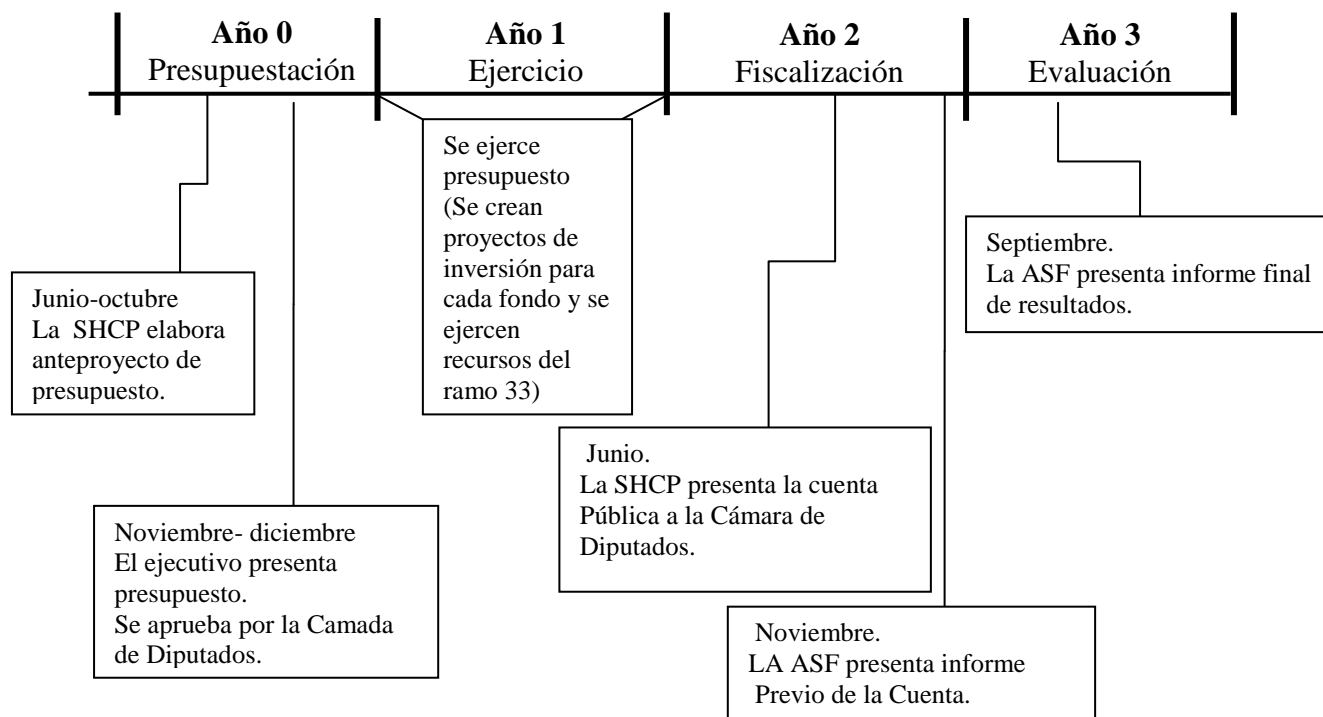 Año 0
Presupuestación
Año 1
Ejercicio
Año 2
Fiscalización
Año 3
Evaluación
Junio-octubre
La SHCP elabora
anteproyecto de
presupuesto.
Noviembre- diciembre
El ejecutivo presenta
presupuesto.
Se aprueba por la Camada
de Diputados.
Se ejerce
presupuesto
(Se crean
proyectos de
inversión para
cada fondo y se
ejercen
recursos del
ramo 33)
Junio.
La SHCP presenta la cuenta
Pública a la Cámara de
Diputados.
Noviembre.
LA ASF presenta informe
Previo de la Cuenta.
Septiembre.
La ASF presenta informe final
de resultados.